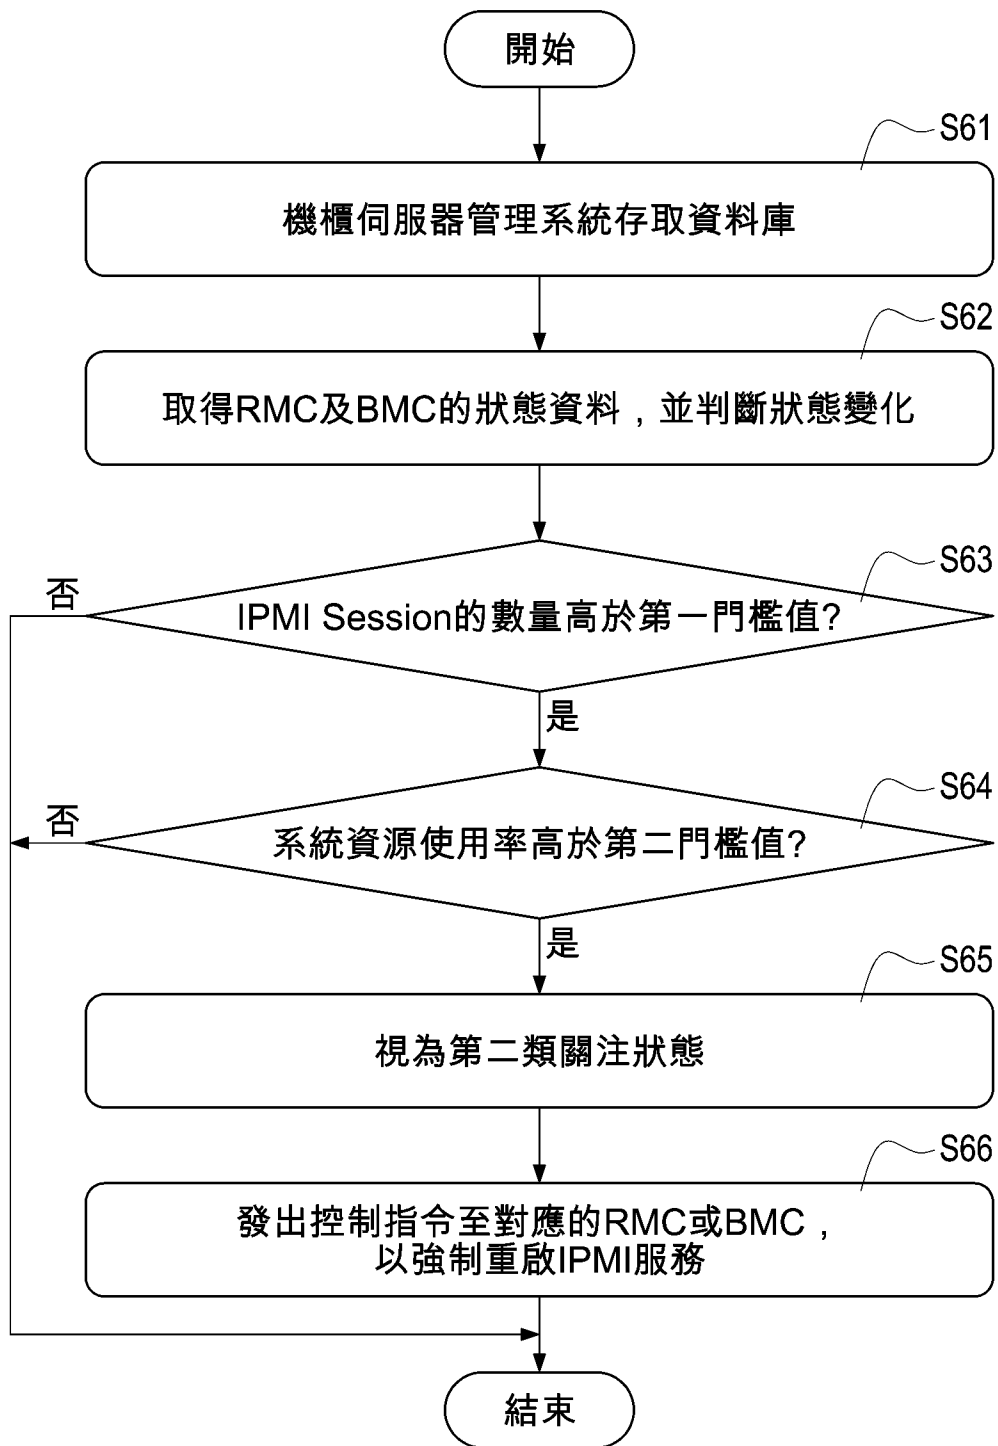 開始
S61
機櫃伺服器管理系統存取資料庫
S62
取得RMC及BMC的狀態資料，並判斷狀態變化
S63
否
IPMI Session的數量高於第一門檻值?
是
S64
否
系統資源使用率高於第二門檻值?
是
S65
視為第二類關注狀態
S66
發出控制指令至對應的RMC或BMC，
以強制重啟IPMI服務
結束